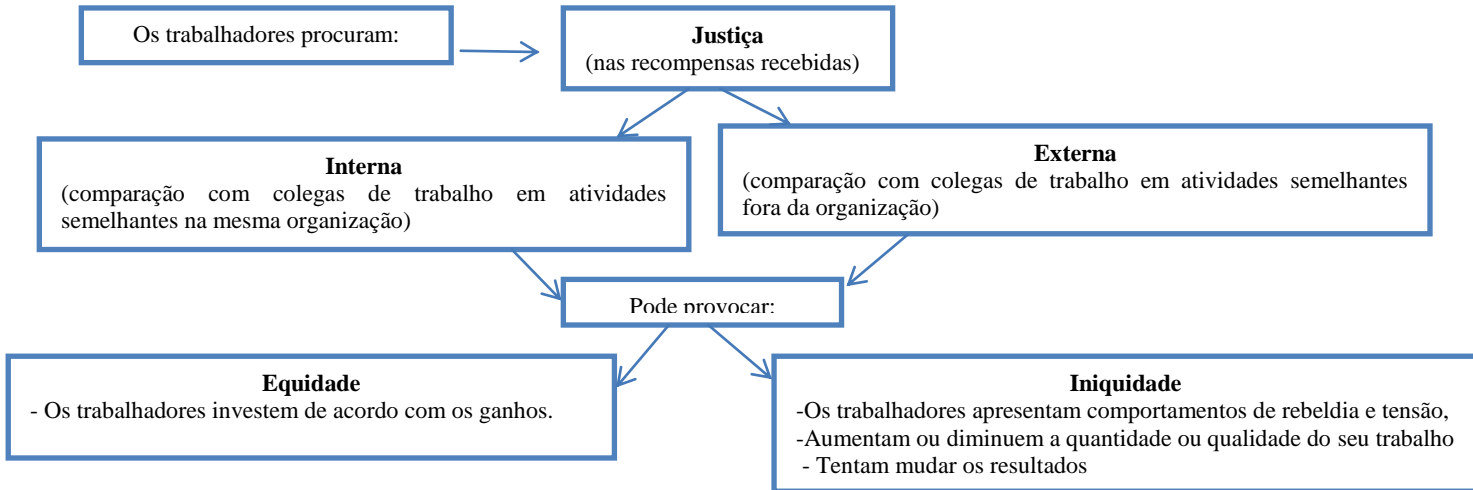 Os trabalhadores procuram:
Justiça
(nas recompensas recebidas)
Interna
(comparação com colegas de trabalho em atividades
semelhantes na mesma organização)
Externa
(comparação com colegas de trabalho em atividades semelhantes
fora da organização)
Pode provocar:
Equidade
- Os trabalhadores investem de acordo com os ganhos.
Iniquidade
-Os trabalhadores apresentam comportamentos de rebeldia e tensão,
-Aumentam ou diminuem a quantidade ou qualidade do seu trabalho
- Tentam mudar os resultados